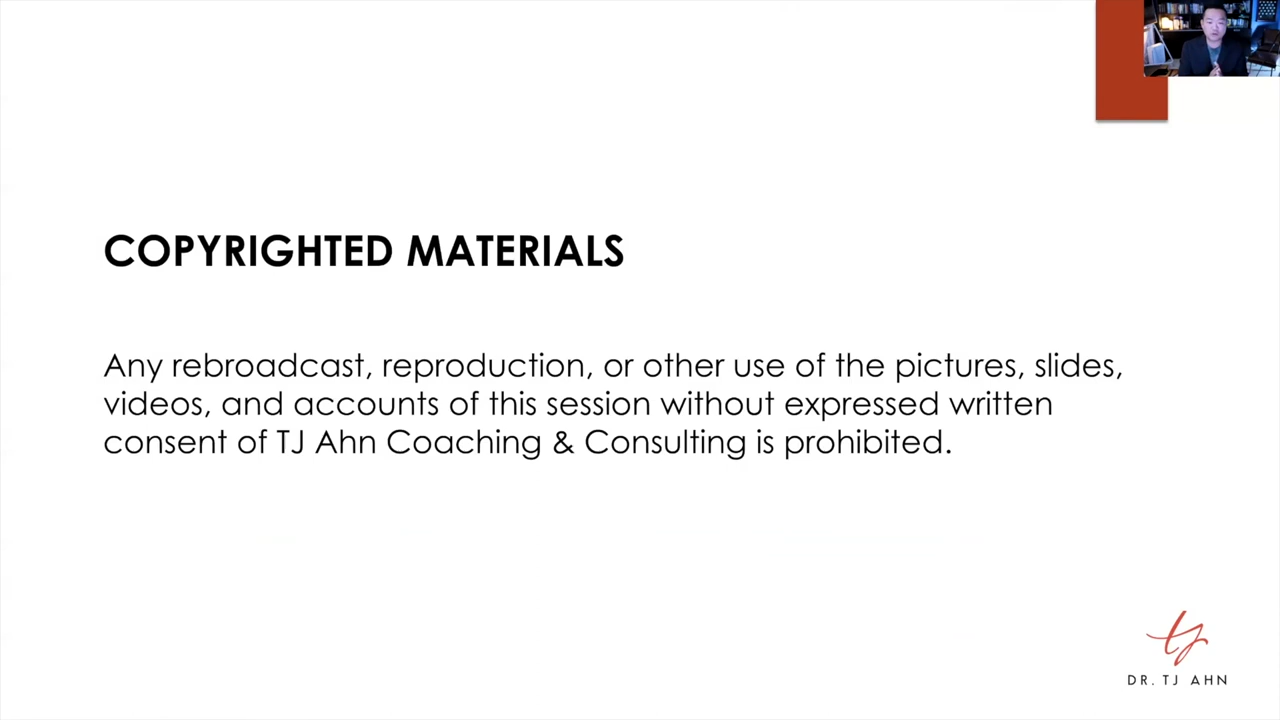 COPYRIGHTED MATERIALS
Any rebroadcast, reproduction, or other use of the pictures, slides,
videos, and accounts of this session without expressed written
consent of TJ Ahn Coaching & Consulting is prohibited.
tj
DR. TJ AHN